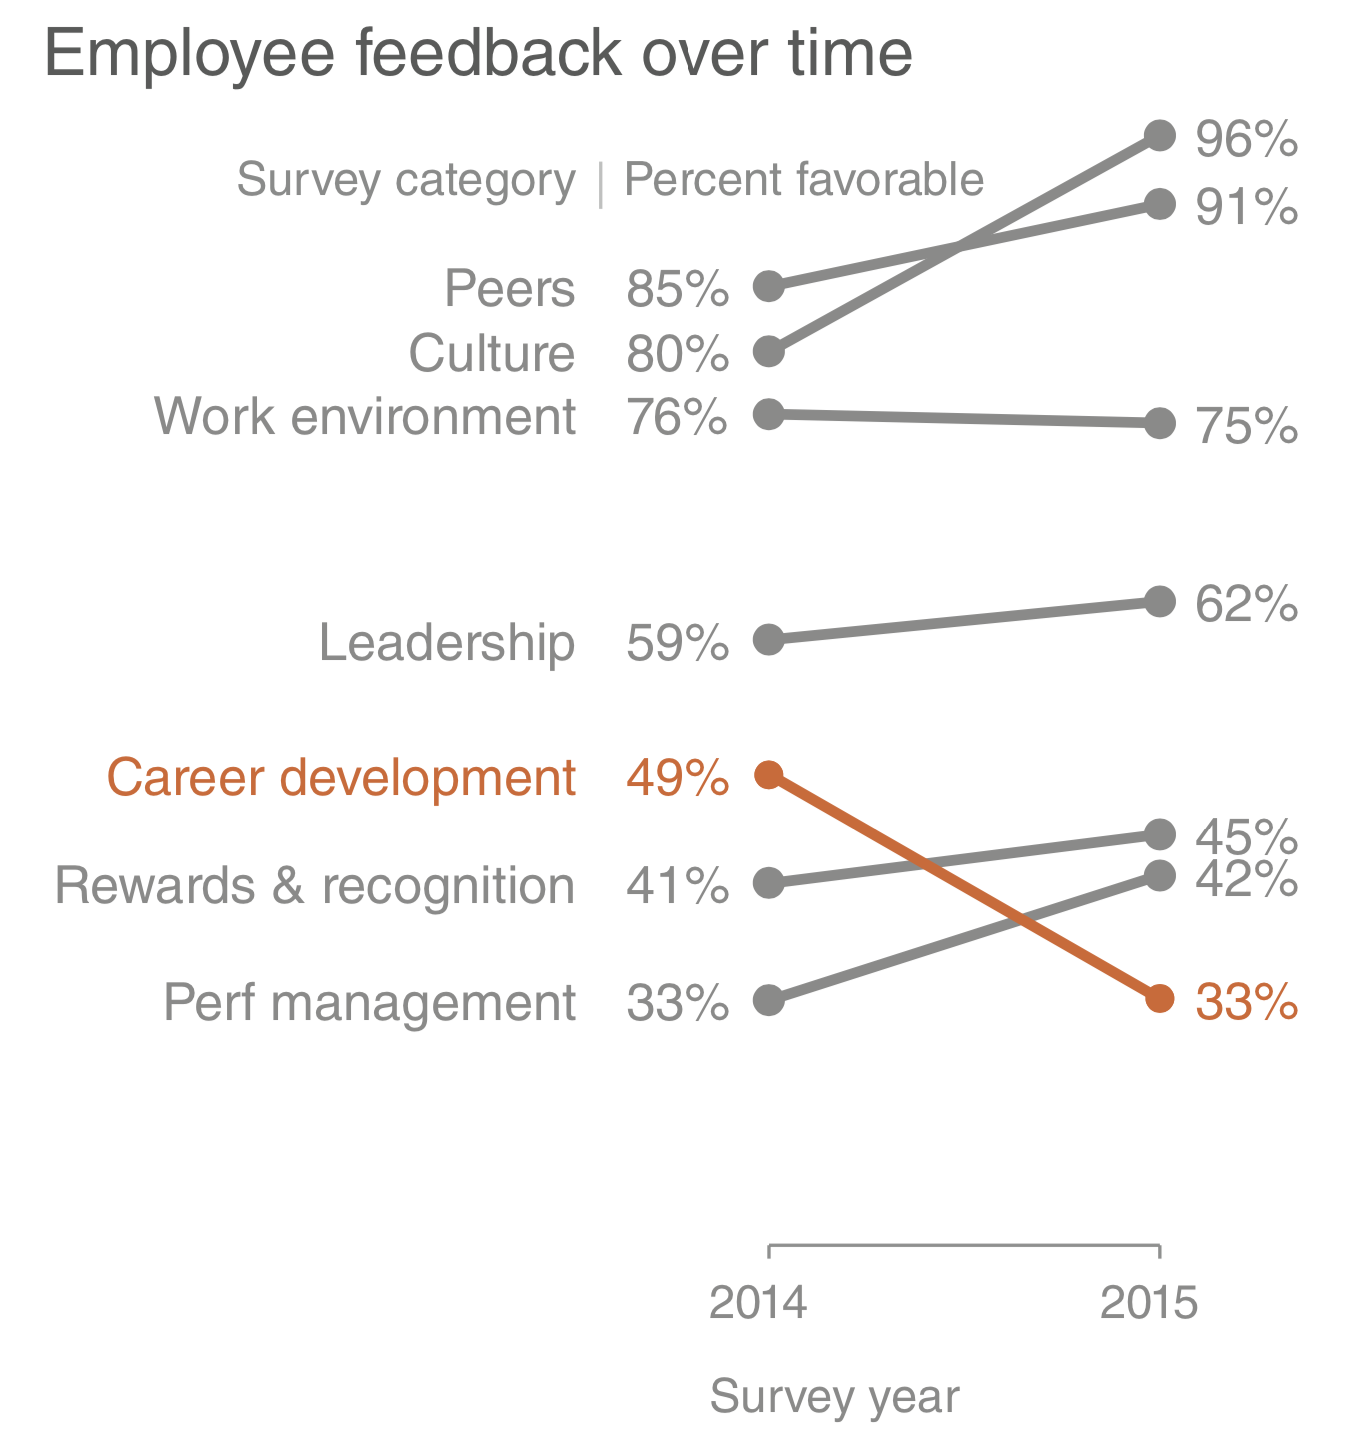 Employee feedback over time
96%
Survey category | Percent favorable
91%
Peers 85%
Culture 80%
Work environment 76% 75%
62%
Leadership 59%
Career development 49%
45%
Rewards & recognition 41% 42%
Perf management 33% 33%
2014 2015
Survey year